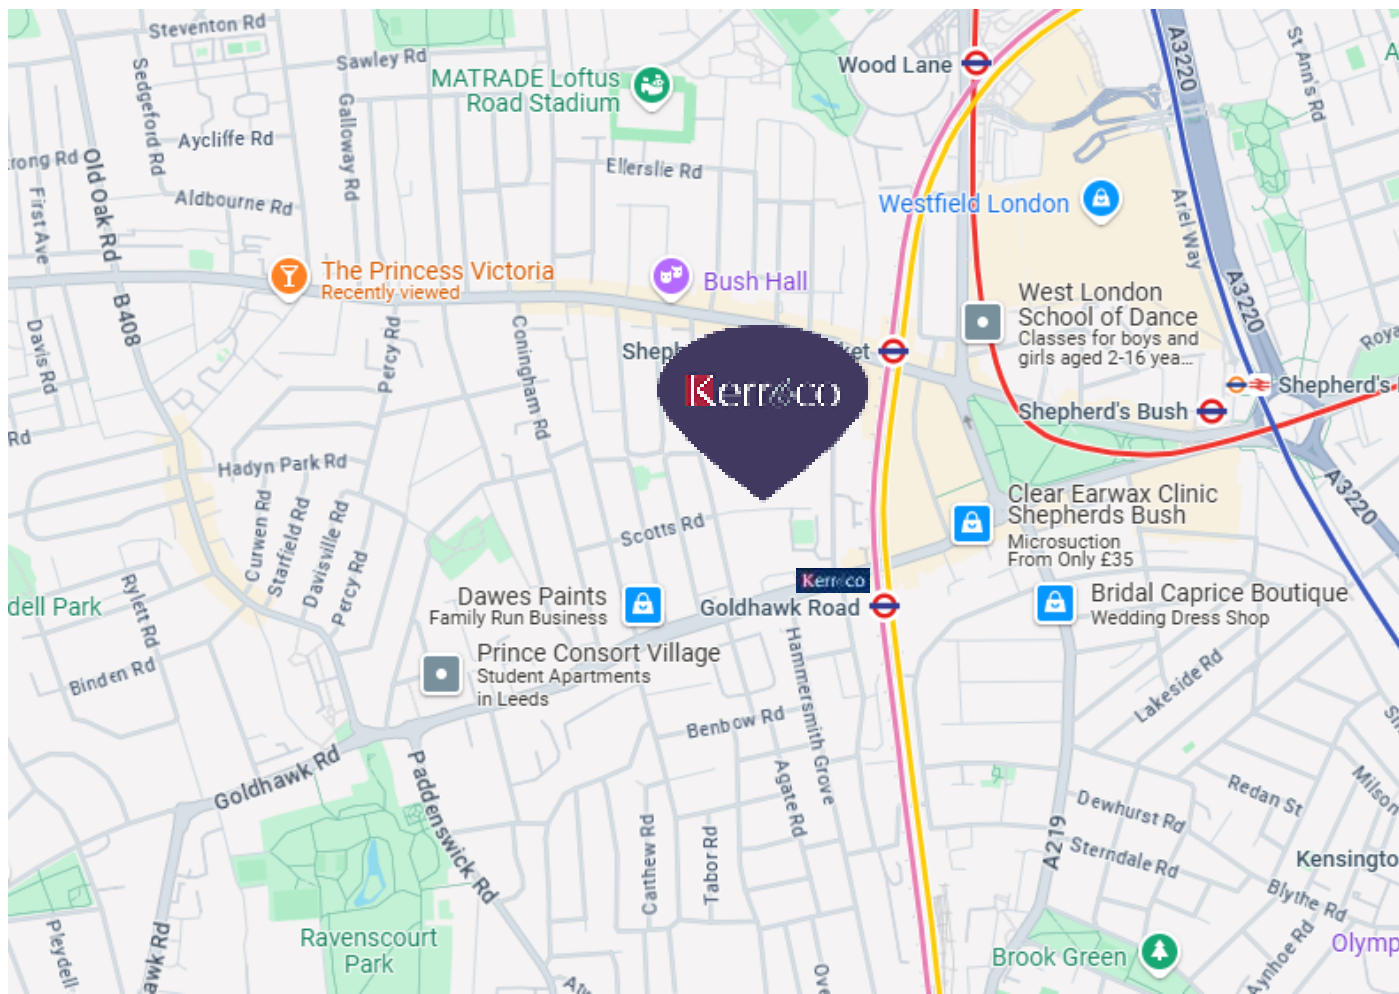 Steventon Rd
Sawley Rd
Sedgeford Rd
Galloway Rd
MATRADE Loftus
Road Stadium
Wood Lane
A3220
St Ann's Rd
Aycliffe Rd
Old Oak Rd
Ellerslie Rd
First Ave
Aldbourne Rd
Westfield London
Ariel Way
The Princess Victoria
Recently viewed
Bush Hall
B408
A3220
West London
School of Dance
Classes for boys and
girls aged 2-16 yea...
Davis Rd
Percy Rd
Coningham Rd
Kerr&co
Shepherd's
Shepherd's Bush
Rd
Hadyn Park Rd
Curwen Rd
Starfield Rd
Davisville Rd
Percy Rd
Scotts Rd
Clear Earwax Clinic
Shepherds Bush
Microsuction
From Only £35
A3220
Kerr&co
Goldhawk Road
Dawes Paints
Family Run Business
Bridal Caprice Boutique
Wedding Dress Shop
dell Park
Rylett Rd
Binden Rd
Prince Consort Village
Student Apartments
in Leeds
Hammersmith Grove
Lakeside Rd
Benbow Rd
Goldhawk Rd
Paddenswick Rd
Agate Rd
Caithew Rd
Tabor Rd
A219
Dewhurst Rd
Sterndale Rd
Redan St
Milson
Kensingto
Blythe Rd
Aynhoe Rd
Olymp
Brook Green
Ravenscourt
Park
Pleydell
awk Rd